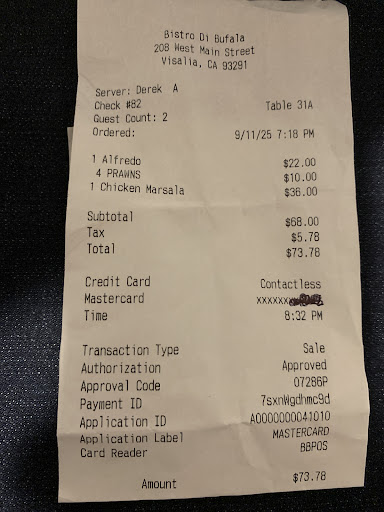 Bistro Di Bufala
208 West Main Street
Visalia, CA 93291
Server: Derek A
Check #82 Table 31A
Guest Count: 2
Ordered: 9/11/25 7:18 PM
1 Alfredo $22.00
4 PRAWNS $10.00
1 Chicken Marsala $36.00
Subtotal $68.00
Tax $5.78
Total $73.78
Credit Card Contactless
Mastercard xxxxxxx
Time 8:32 PM
Transaction Type Sale
Authorization Approved
Approval Code 07286P
Payment ID 7sxnWgdhmc9d
Application ID A0000000041010
Application Label MASTERCARD
Card Reader BBPOS
Amount $73.78